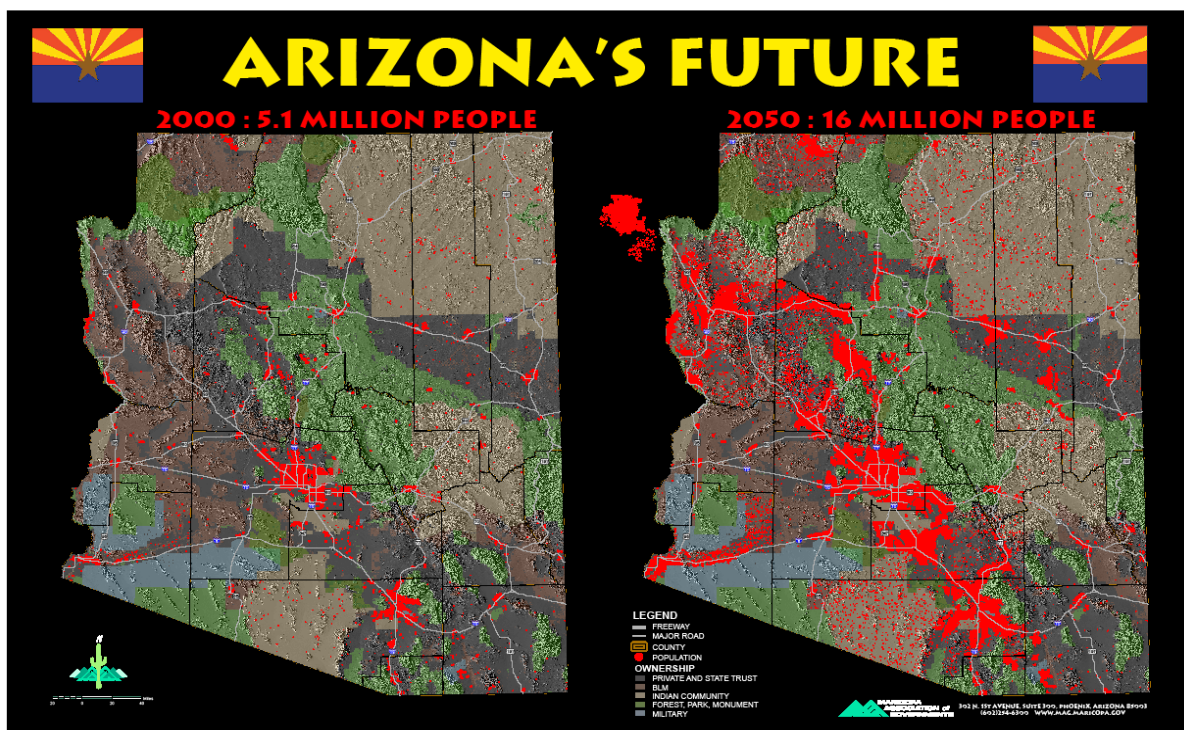 ARIZONA'S FUTURE
2000 : 5.1 MILLION PEOPLE
2050 : 16 MILLION PEOPLE
LEGEND
FREEWAY
MAJOR ROAD
COUNTY
POPULATION
OWNERSHIP
PRIVATE AND STATE TRUST
BLM
INDIAN COMMUNITY
FOREST, PARK, MONUMENT
MILITARY
Miles
MARICOPA
ASSOCIATION of
GOVERNMENTS
302 N. 1ST AVENUE, SUITE 300, PHOENIX, ARIZONA 85003
(602)254-6300 WWW.MAG.MARICOPA.GOV